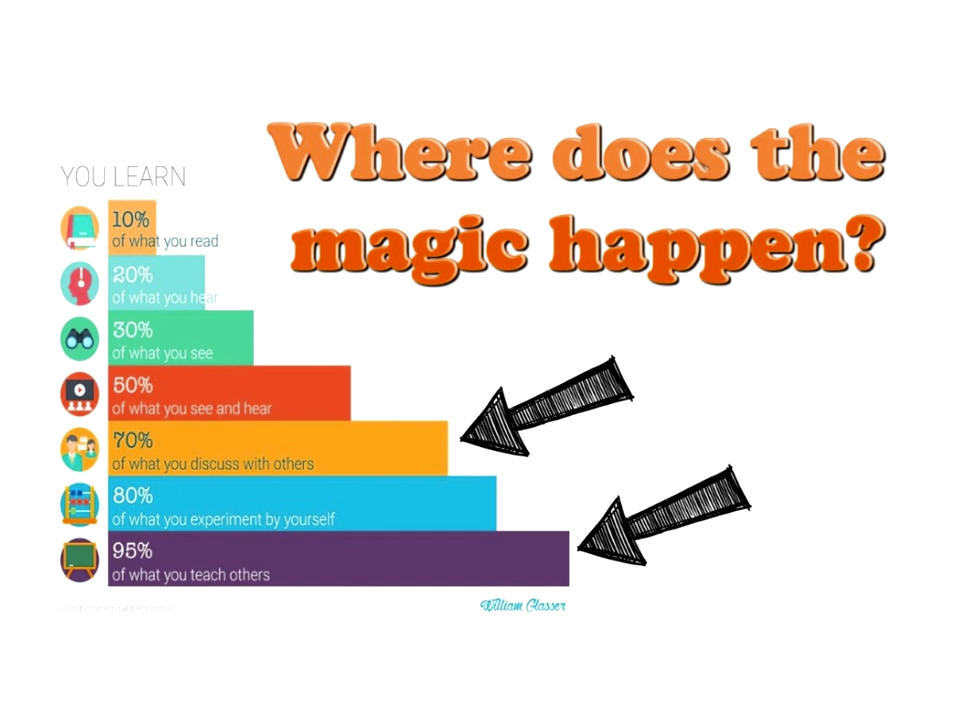 Where does the
magic happen?
YOU LEARN
10%
of what you read
20%
of what you hear
30%
of what you see
50%
of what you see and hear
70%
of what you discuss with others
80%
of what you experiment by yourself
95%
of what you teach others
William Glasser